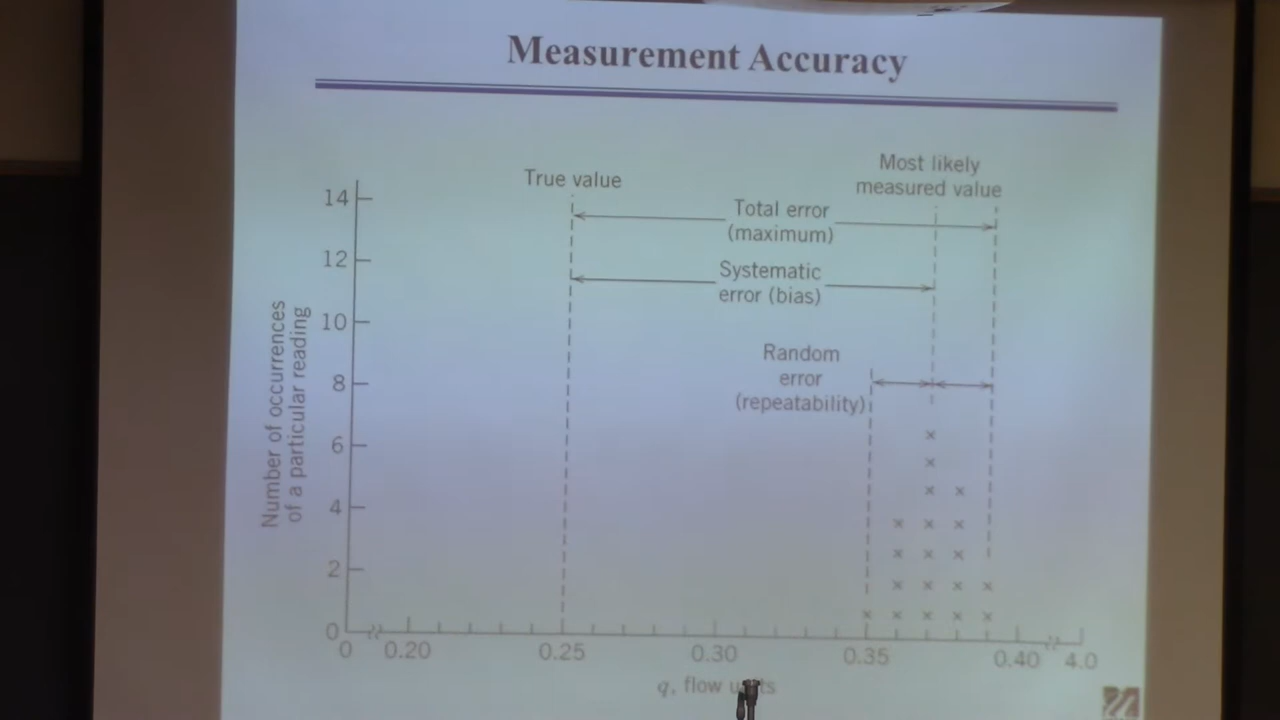 Measurement Accuracy
True value
Most likely
measured value
Total error
(maximum)
Systematic
error (bias)
Random
error
(repeatability)
Number of occurrences
of a particular reading
14
12
10
8
6
4
2
0
0 0.20 0.25 0.30 0.35 0.40 4.0
q, flow